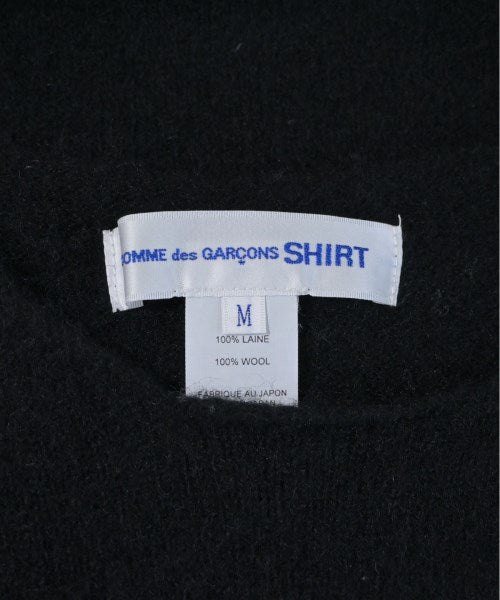 OMME des GARÇONS SHIRT
M
100% LAINE
100% WOOL
FABRIQUE AU JAPON